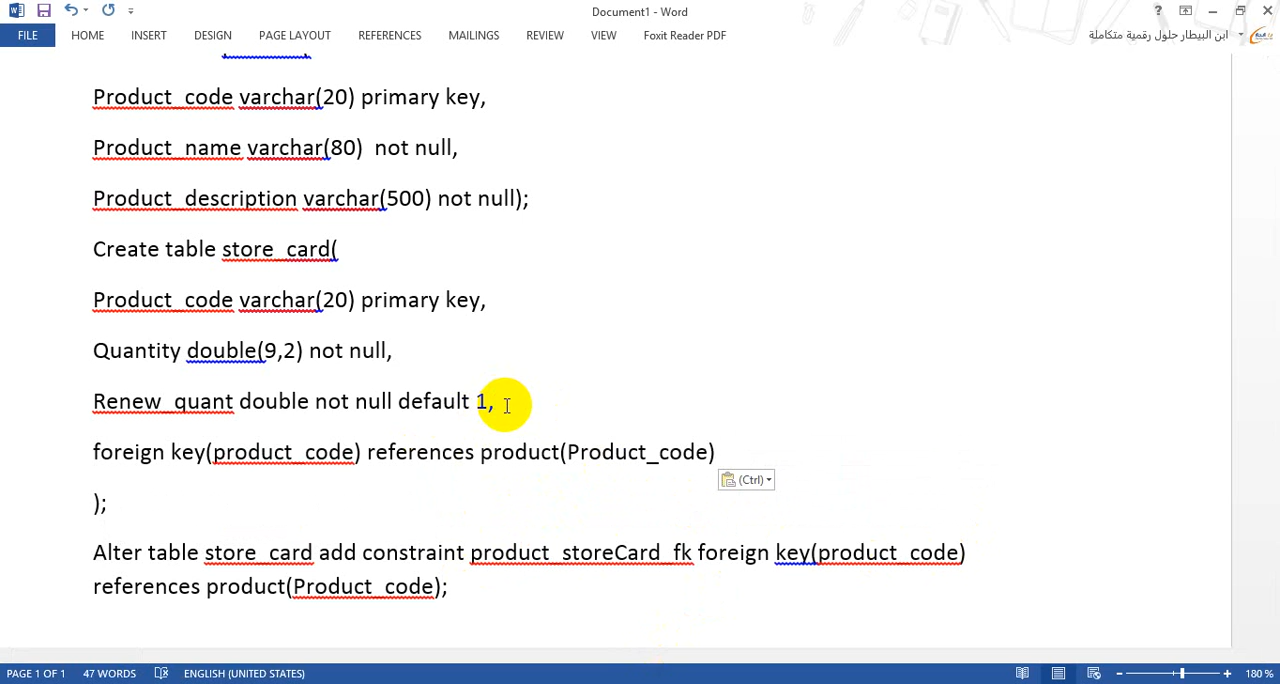 Document1 - Word
FILE HOME INSERT DESIGN PAGE LAYOUT REFERENCES MAILINGS REVIEW VIEW Foxit Reader PDF ابن البيطار حلول رقمية متكاملة
Product_code varchar(20) primary key,
Product_name varchar(80)  not null,
Product_description varchar(500) not null);
Create table store_card(
Product_code varchar(20) primary key,
Quantity double(9,2) not null,
Renew_quant double not null default 1,
foreign key(product_code) references product(Product_code)
(Ctrl)
);
Alter table store_card add constraint product_storeCard_fk foreign key(product_code)
references product(Product_code);
PAGE 1 OF 1 47 WORDS ENGLISH (UNITED STATES) 180 %